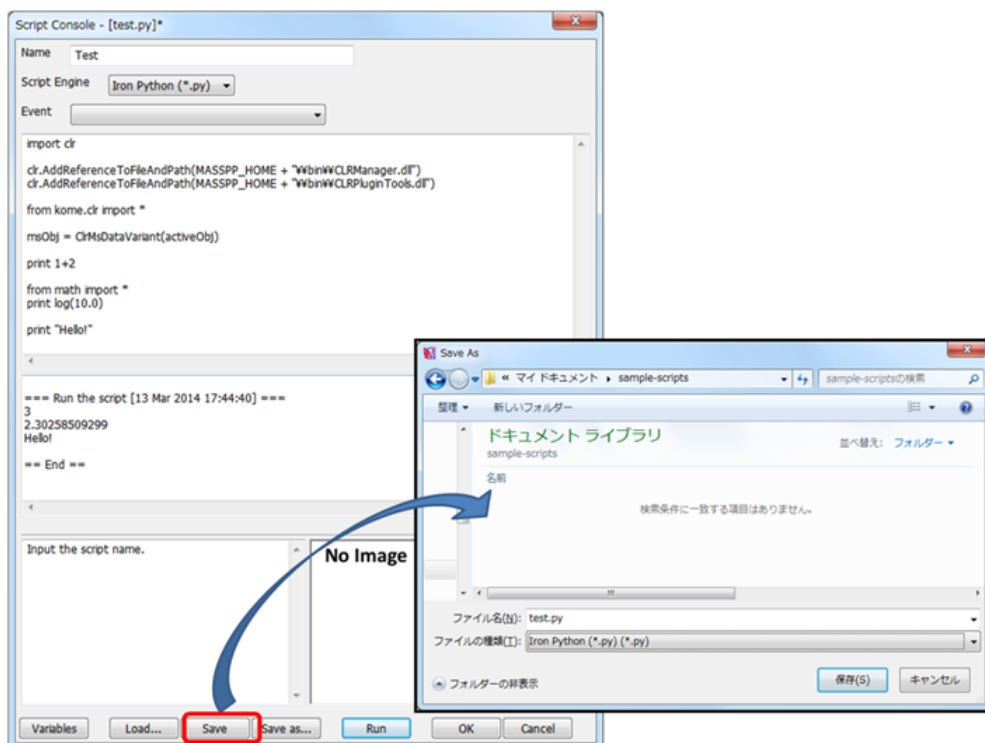 Script Console - [test.py]*
Name Test
Script Engine Iron Python (*.py)
Event
import clr
clr.AddReferenceToFileAndPath(MASSPP_HOME + "¥¥bin¥¥CLRManager.dll")
clr.AddReferenceToFileAndPath(MASSPP_HOME + "¥¥bin¥¥CLRPluginTools.dll")
from kome.clr import *
msObj = ClrMsDataVariant(activeObj)
print 1+2
from math import *
print log(10.0)
print "Hello!"
=== Run the script [13 Mar 2014 17:44:40] ===
3
2.30258509299
Hello!
== End ==
Input the script name.
No Image
Variables Load... Save Save as... Run OK Cancel
Save As
« マイ ドキュメント sample-scripts sample-scriptsの検索
整理 新しいフォルダー
ドキュメント ライブラリ
sample-scripts
並べ替え: フォルダー
名前
検索条件に一致する項目はありません。
ファイル名(N): test.py
ファイルの種類(T): Iron Python (*.py) (*.py)
フォルダーの非表示 保存(S) キャンセル